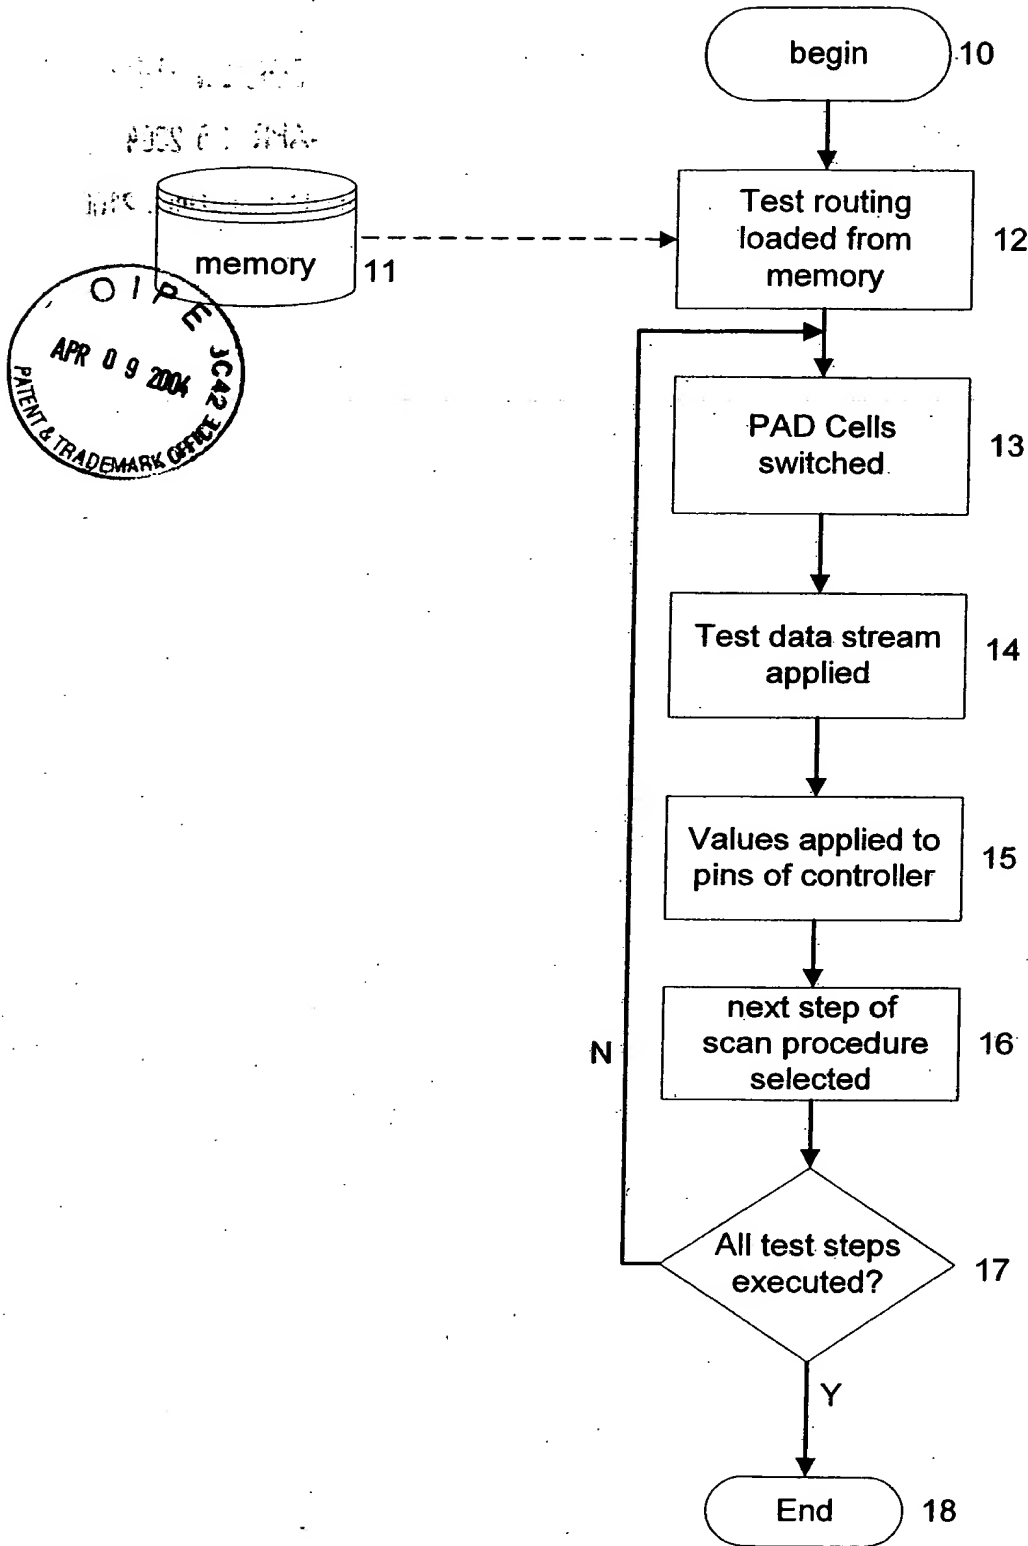 begin
10
Test routing
loaded from
memory
12
memory
11
OIPE JC42
APR 09 2004
PATENT & TRADEMARK OFFICE
PAD Cells
switched
13
Test data stream
applied
14
Values applied to
pins of controller
15
next step of
scan procedure
selected
16
N
All test steps
executed?
17
Y
End
18